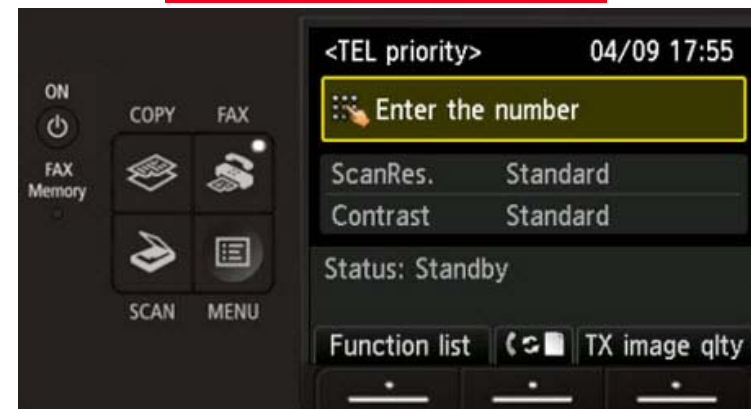 ON
COPY FAX
FAX
Memory
SCAN MENU
<TEL priority> 04/09 17:55
Enter the number
ScanRes. Standard
Contrast Standard
Status: Standby
Function list TX image qlty